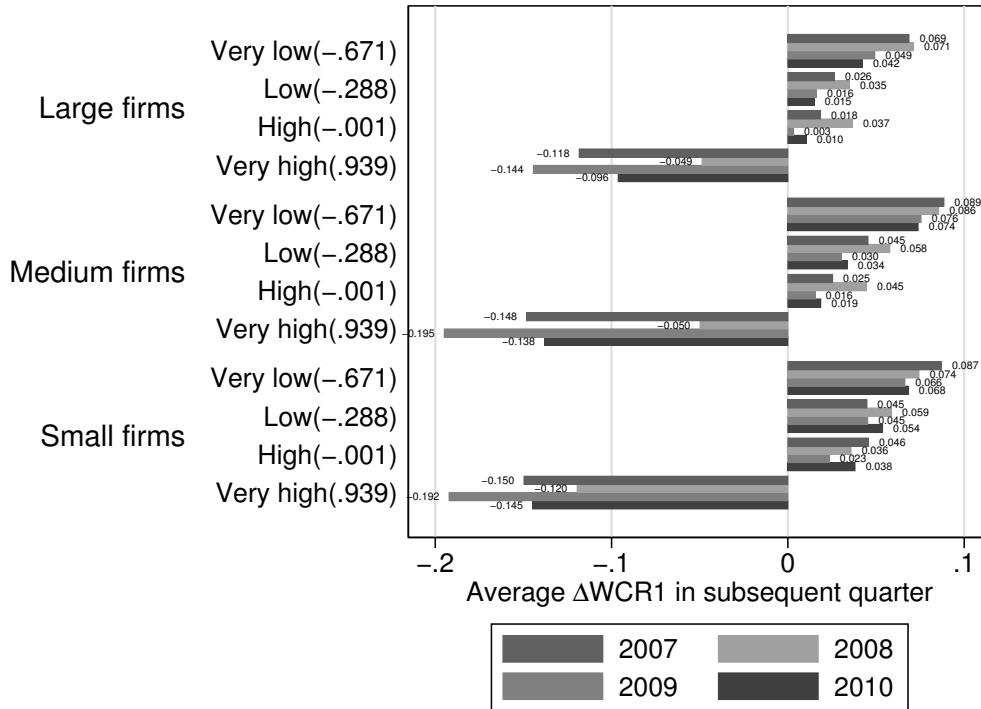 Large firms
Very low(−.671)
0.069
0.071
0.049
0.042
Low(−.288)
0.026
0.035
0.016
0.015
High(−.001)
0.018
0.037
0.003
0.010
Very high(.939)
−0.118
−0.049
−0.144
−0.096
Medium firms
Very low(−.671)
0.089
0.086
0.076
0.074
Low(−.288)
0.045
0.058
0.030
0.034
High(−.001)
0.025
0.045
0.016
0.019
Very high(.939)
−0.148
−0.050
−0.195
−0.138
Small firms
Very low(−.671)
0.087
0.074
0.066
0.068
Low(−.288)
0.045
0.059
0.045
0.054
High(−.001)
0.046
0.036
0.023
0.038
Very high(.939)
−0.150
−0.120
−0.192
−0.145
−.2 −.1 0 .1
Average ΔWCR1 in subsequent quarter
2007 2008
2009 2010